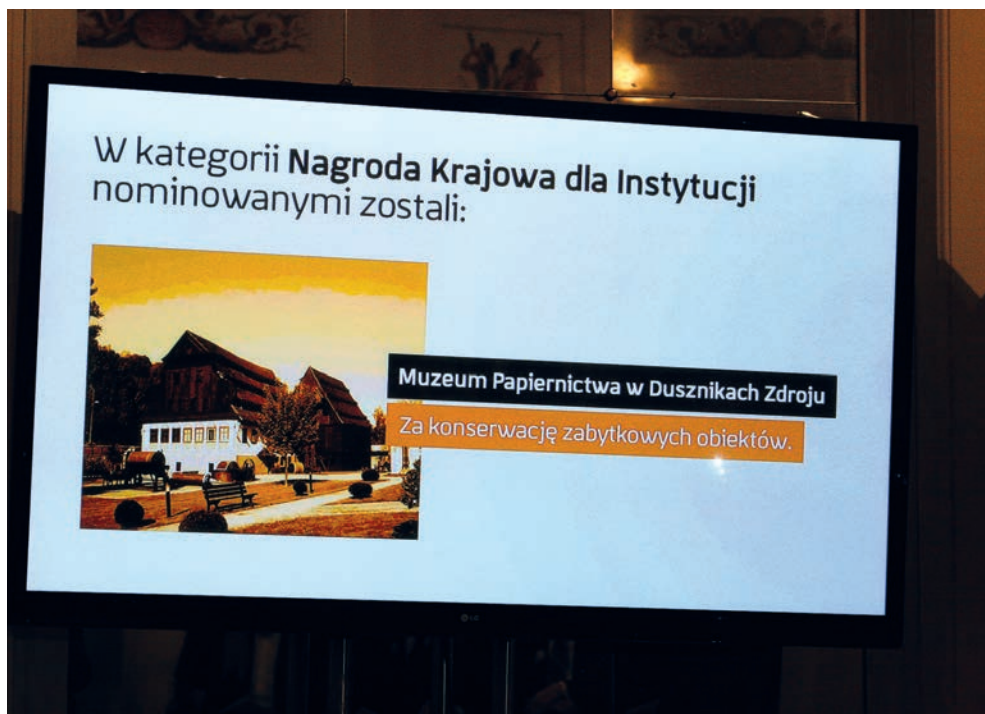 W kategorii Nagroda Krajowa dla Instytucji
nominowanymi zostali:
Muzeum Papiernictwa w Dusznikach Zdroju
Za konserwację zabytkowych obiektów.
LG